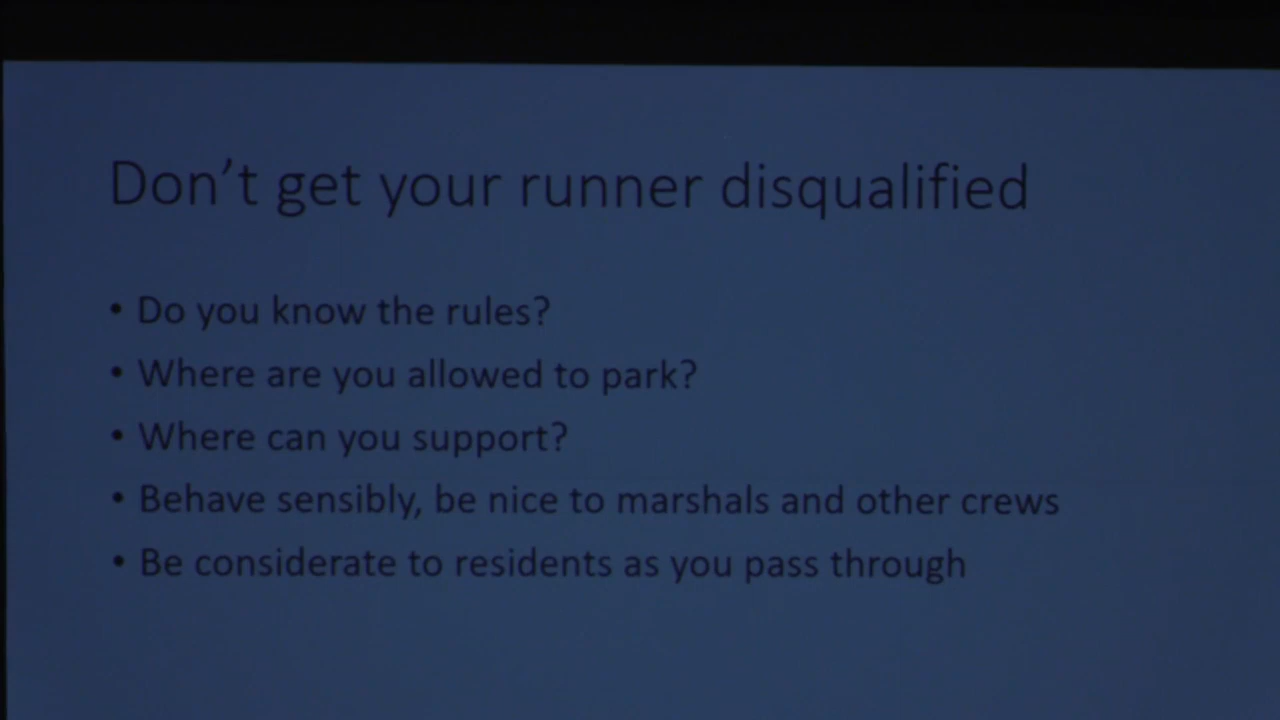 Don't get your runner disqualified
• Do you know the rules?
• Where are you allowed to park?
• Where can you support?
• Behave sensibly, be nice to marshals and other crews
• Be considerate to residents as you pass through